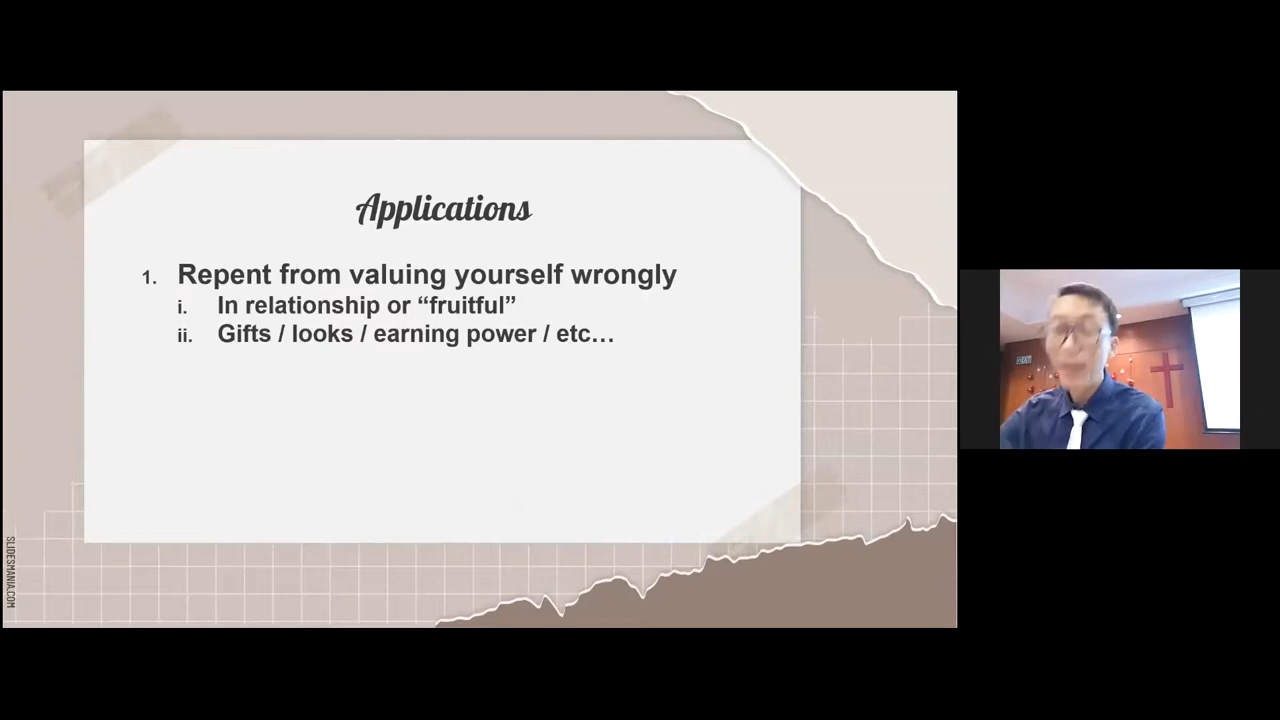 Applications
1. Repent from valuing yourself wrongly
i. In relationship or “fruitful”
ii. Gifts / looks / earning power / etc…
SLIDESMANIA.COM